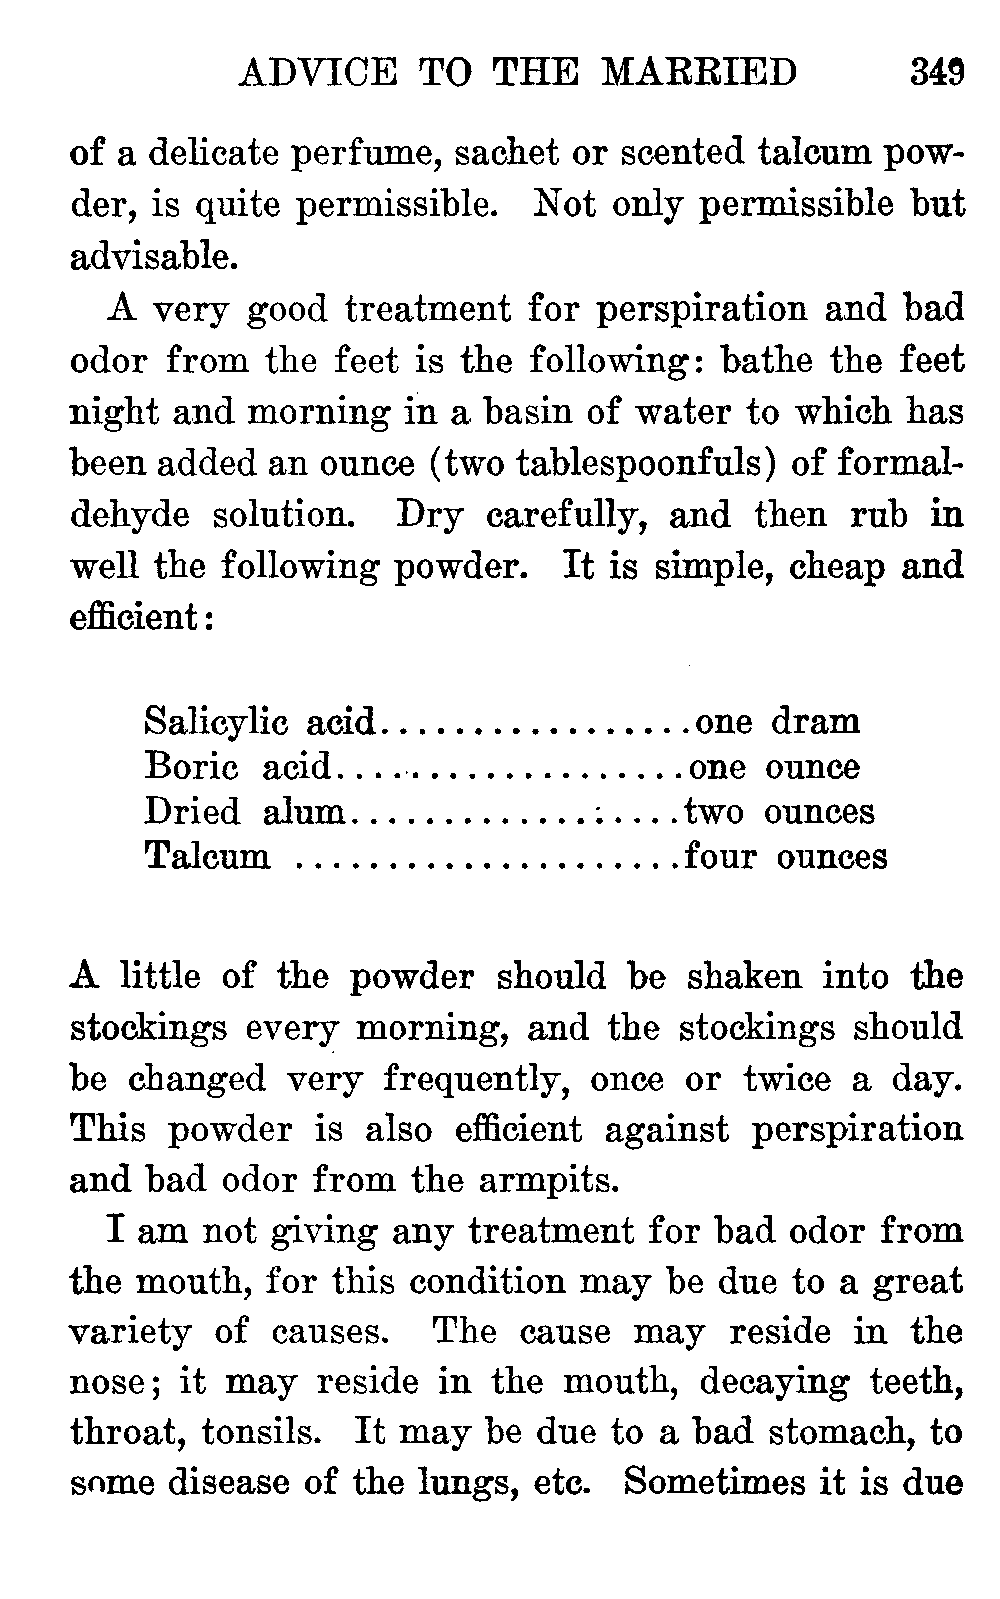 ADVICE TO THE MARRIED 349
of a delicate perfume, sachet or scented talcum pow-
der, is quite permissible. Not only permissible but
advisable.
A very good treatment for perspiration and bad
odor from the feet is the following: bathe the feet
night and morning in a basin of water to which has
been added an ounce (two tablespoonfuls) of formal-
dehyde solution. Dry carefully, and then rub in
well the following powder. It is simple, cheap and
efficient:
Salicylic acid.................one dram
Boric acid...................one ounce
Dried alum..................two ounces
Talcum .....................four ounces
A little of the powder should be shaken into the
stockings every morning, and the stockings should
be changed very frequently, once or twice a day.
This powder is also efficient against perspiration
and bad odor from the armpits.
I am not giving any treatment for bad odor from
the mouth, for this condition may be due to a great
variety of causes. The cause may reside in the
nose; it may reside in the mouth, decaying teeth,
throat, tonsils. It may be due to a bad stomach, to
some disease of the lungs, etc. Sometimes it is due